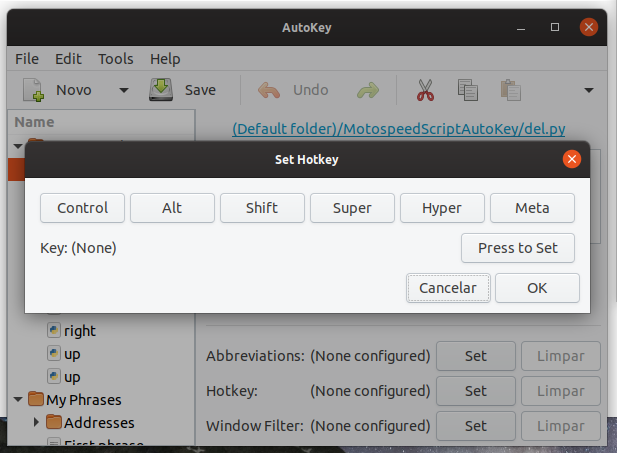 AutoKey
File Edit Tools Help
Novo Save Undo
Name
(Default folder)/MotospeedScriptAutoKey/del.py
Set Hotkey
Control Alt Shift Super Hyper Meta
Key: (None) Press to Set
Cancelar OK
right
up
up
My Phrases
Addresses
First phrase
Abbreviations: (None configured) Set Limpar
Hotkey: (None configured) Set Limpar
Window Filter: (None configured) Set Limpar